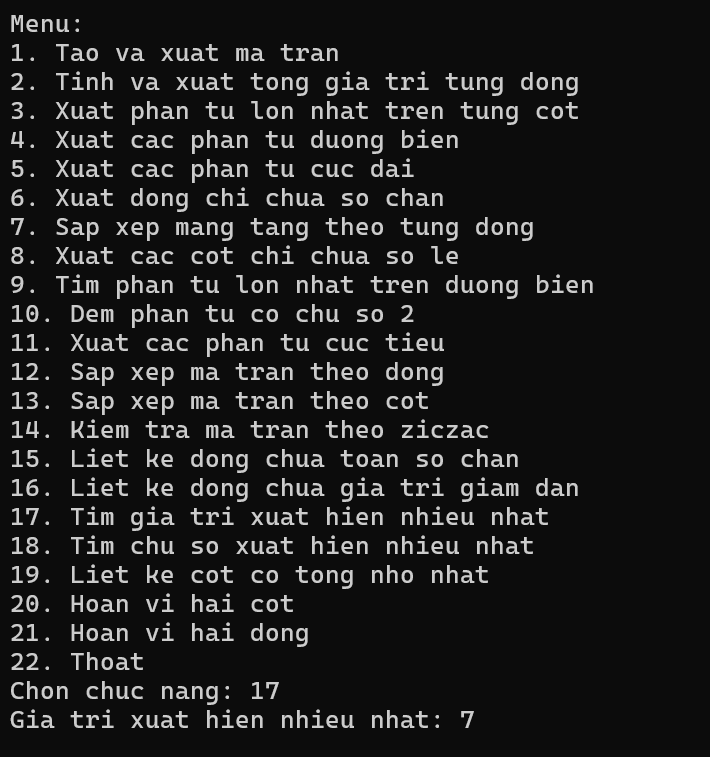 Menu:
1. Tao va xuat ma tran
2. Tinh va xuat tong gia tri tung dong
3. Xuat phan tu lon nhat tren tung cot
4. Xuat cac phan tu duong bien
5. Xuat cac phan tu cuc dai
6. Xuat dong chi chua so chan
7. Sap xep mang tang theo tung dong
8. Xuat cac cot chi chua so le
9. Tim phan tu lon nhat tren duong bien
10. Dem phan tu co chu so 2
11. Xuat cac phan tu cuc tieu
12. Sap xep ma tran theo dong
13. Sap xep ma tran theo cot
14. Kiem tra ma tran theo ziczac
15. Liet ke dong chua toan so chan
16. Liet ke dong chua gia tri giam dan
17. Tim gia tri xuat hien nhieu nhat
18. Tim chu so xuat hien nhieu nhat
19. Liet ke cot co tong nho nhat
20. Hoan vi hai cot
21. Hoan vi hai dong
22. Thoat
Chon chuc nang: 17
Gia tri xuat hien nhieu nhat: 7